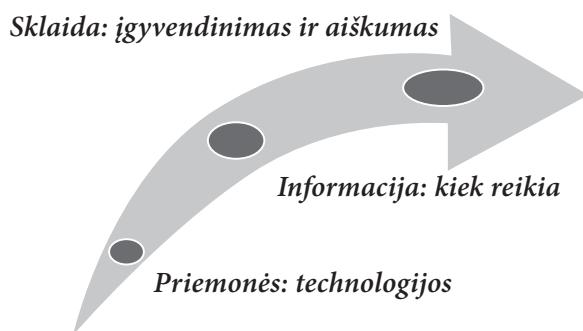 Sklaida: įgyvendinimas ir aiškumas
Informacija: kiek reikia
Priemonės: technologijos